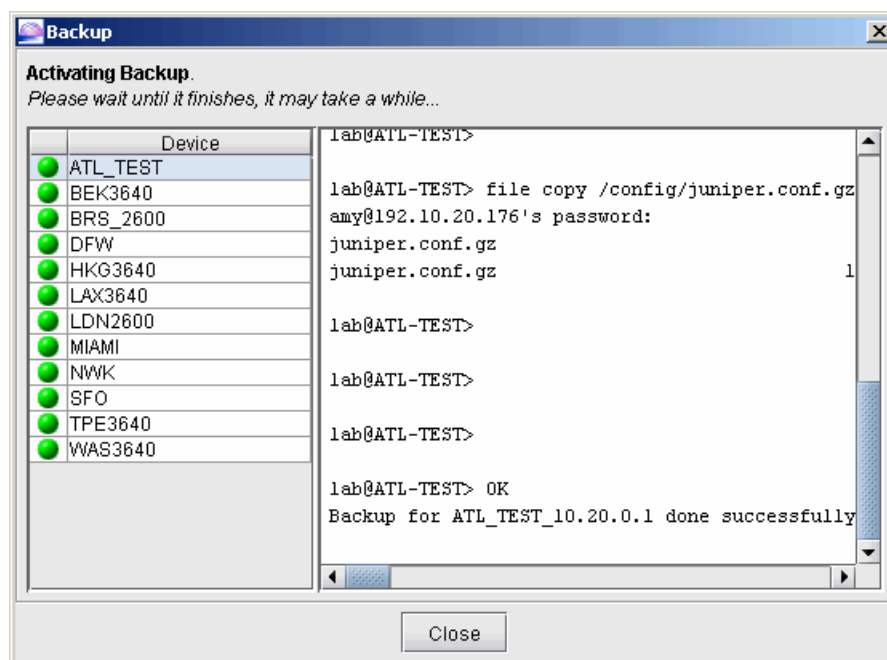 Backup
Activating Backup.
Please wait until it finishes, it may take a while...
Device
ATL_TEST
BEK3640
BRS_2600
DFW
HKG3640
LAX3640
LDN2600
MIAMI
NWK
SFO
TPE3640
WAS3640
lab@ATL-TEST>
lab@ATL-TEST> file copy /config/juniper.conf.gz
amy@192.10.20.176's password:
juniper.conf.gz
juniper.conf.gz 1
lab@ATL-TEST>
lab@ATL-TEST>
lab@ATL-TEST>
lab@ATL-TEST> OK
Backup for ATL_TEST_10.20.0.1 done successfully
Close